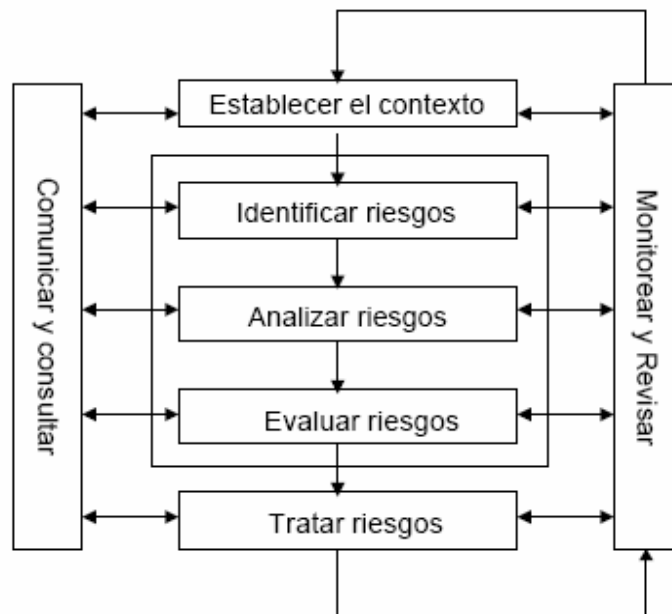 Establecer el contexto
Comunicar y consultar
Identificar riesgos
Monitorear y Revisar
Analizar riesgos
Evaluar riesgos
Tratar riesgos